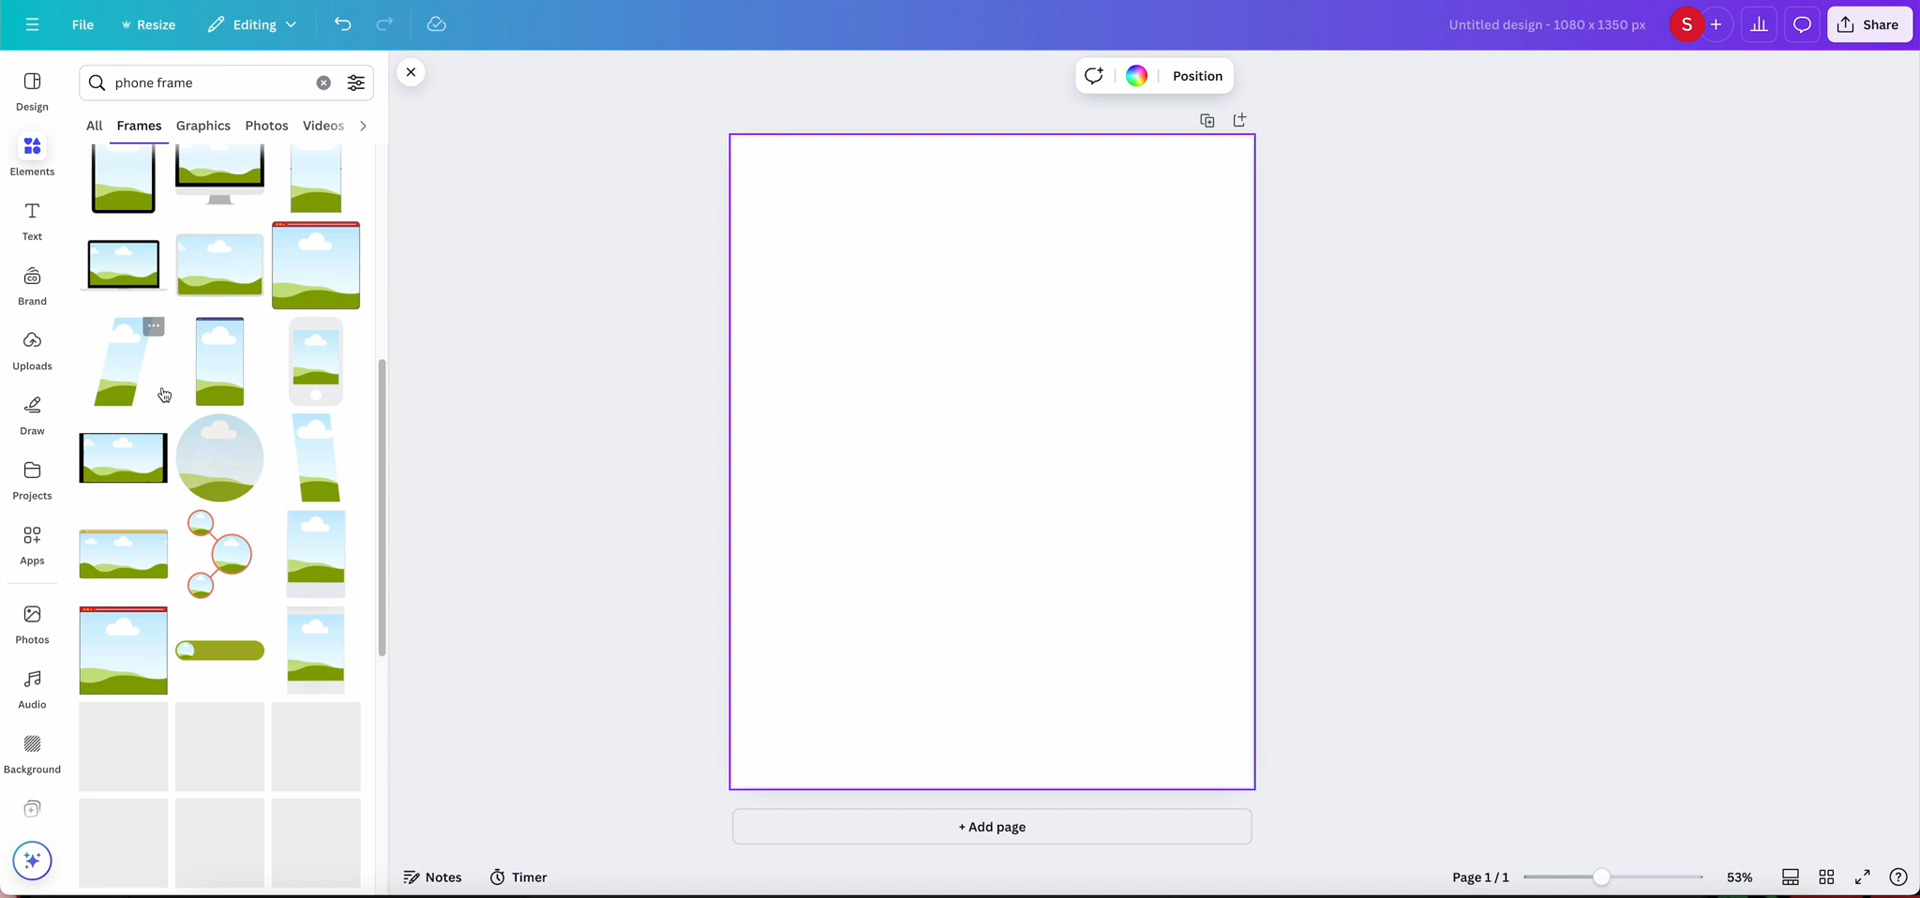 File
Resize
Editing
Untitled design - 1080 x 1350 px
S
Share
Design
Elements
Text
Brand
Uploads
Draw
Projects
Apps
Photos
Audio
Background
phone frame
All
Frames
Graphics
Photos
Videos
Position
+ Add page
Notes
Timer
Page 1 / 1
53%